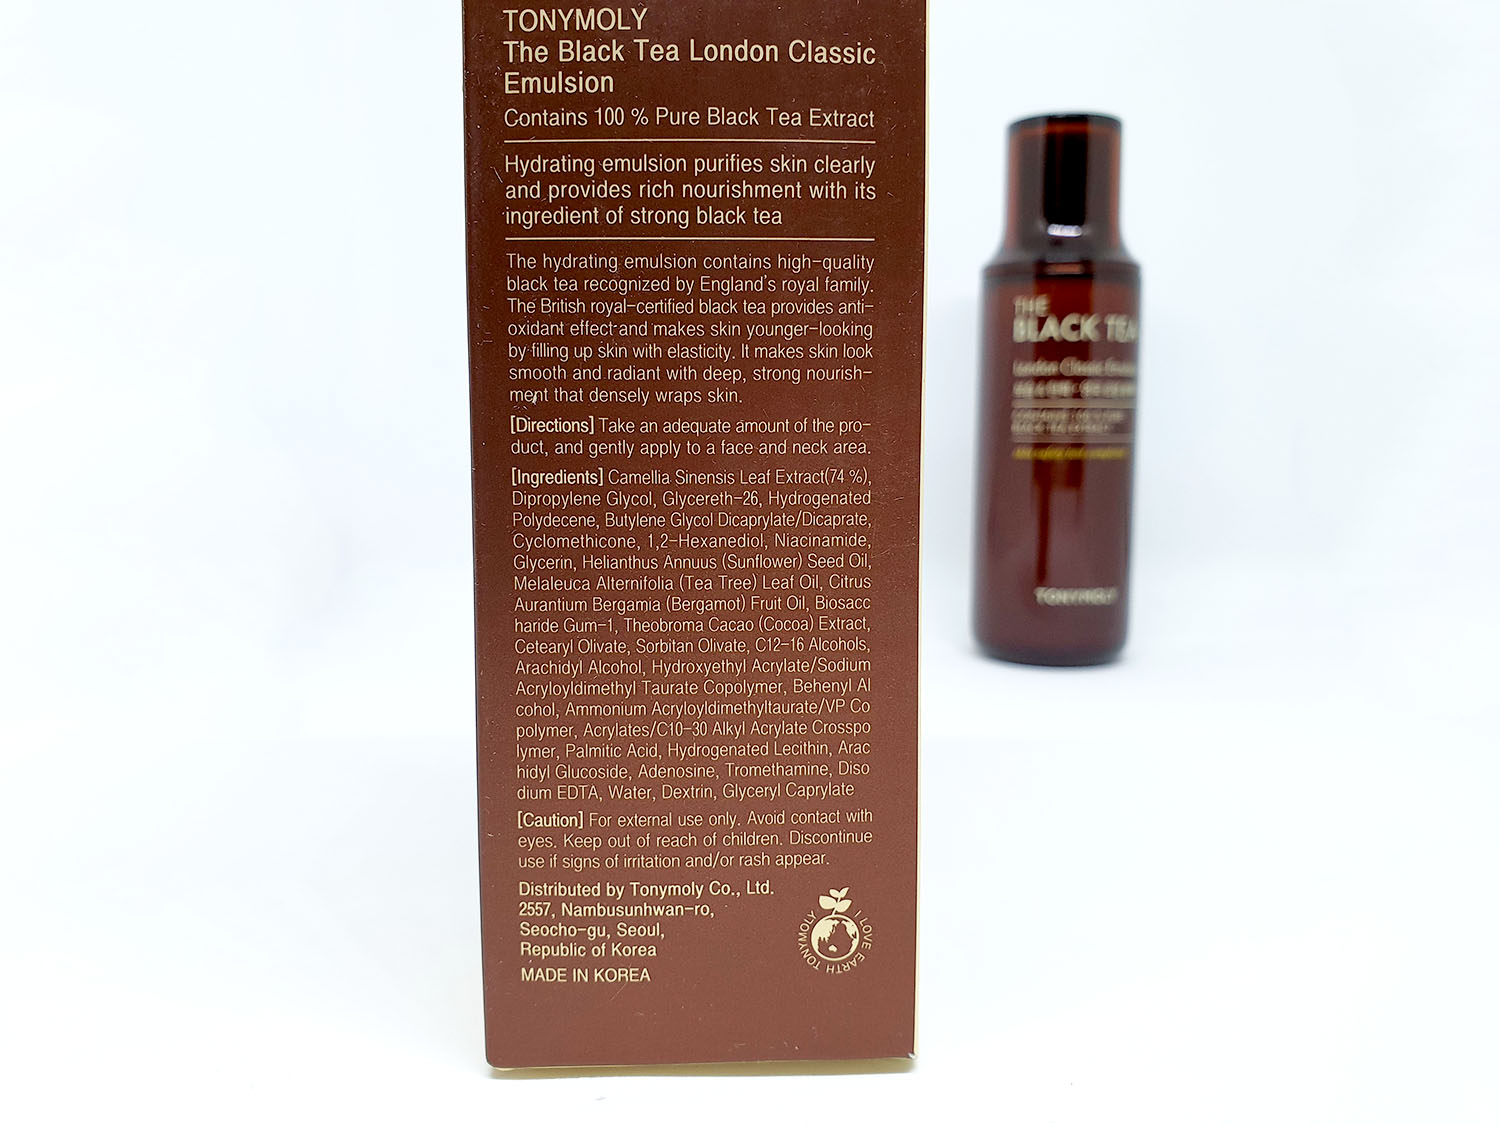 TONYMOLY
The Black Tea London Classic
Emulsion
Contains 100 % Pure Black Tea Extract
Hydrating emulsion purifies skin clearly
and provides rich nourishment with its
ingredient of strong black tea
The hydrating emulsion contains high-quality
black tea recognized by England's royal family.
The British royal-certified black tea provides anti-
oxidant effect and makes skin younger-looking
by filling up skin with elasticity. It makes skin look
smooth and radiant with deep, strong nourish-
ment that densely wraps skin.
[Directions] Take an adequate amount of the pro-
duct, and gently apply to a face and neck area.
[Ingredients] Camellia Sinensis Leaf Extract(74 %),
Dipropylene Glycol, Glycereth-26, Hydrogenated
Polydecene, Butylene Glycol Dicaprylate/Dicaprate,
Cyclomethicone, 1,2-Hexanediol, Niacinamide,
Glycerin, Helianthus Annuus (Sunflower) Seed Oil,
Melaleuca Alternifolia (Tea Tree) Leaf Oil, Citrus
Aurantium Bergamia (Bergamot) Fruit Oil, Biosacc
haride Gum-1, Theobroma Cacao (Cocoa) Extract,
Cetearyl Olivate, Sorbitan Olivate, C12-16 Alcohols,
Arachidyl Alcohol, Hydroxyethyl Acrylate/Sodium
Acryloyldimethyl Taurate Copolymer, Behenyl Al
cohol, Ammonium Acryloyldimethyltaurate/VP Co
polymer, Acrylates/C10-30 Alkyl Acrylate Crosspo
lymer, Palmitic Acid, Hydrogenated Lecithin, Arac
hidyl Glucoside, Adenosine, Tromethamine, Diso
dium EDTA, Water, Dextrin, Glyceryl Caprylate
[Caution] For external use only. Avoid contact with
eyes. Keep out of reach of children. Discontinue
use if signs of irritation and/or rash appear.
Distributed by Tonymoly Co., Ltd.
2557, Nambusunhwan-ro,
Seocho-gu, Seoul,
Republic of Korea
MADE IN KOREA
TONYMOLY I LOVE EARTH
THE
BLACK TEA
London Classic
TONYMOLY